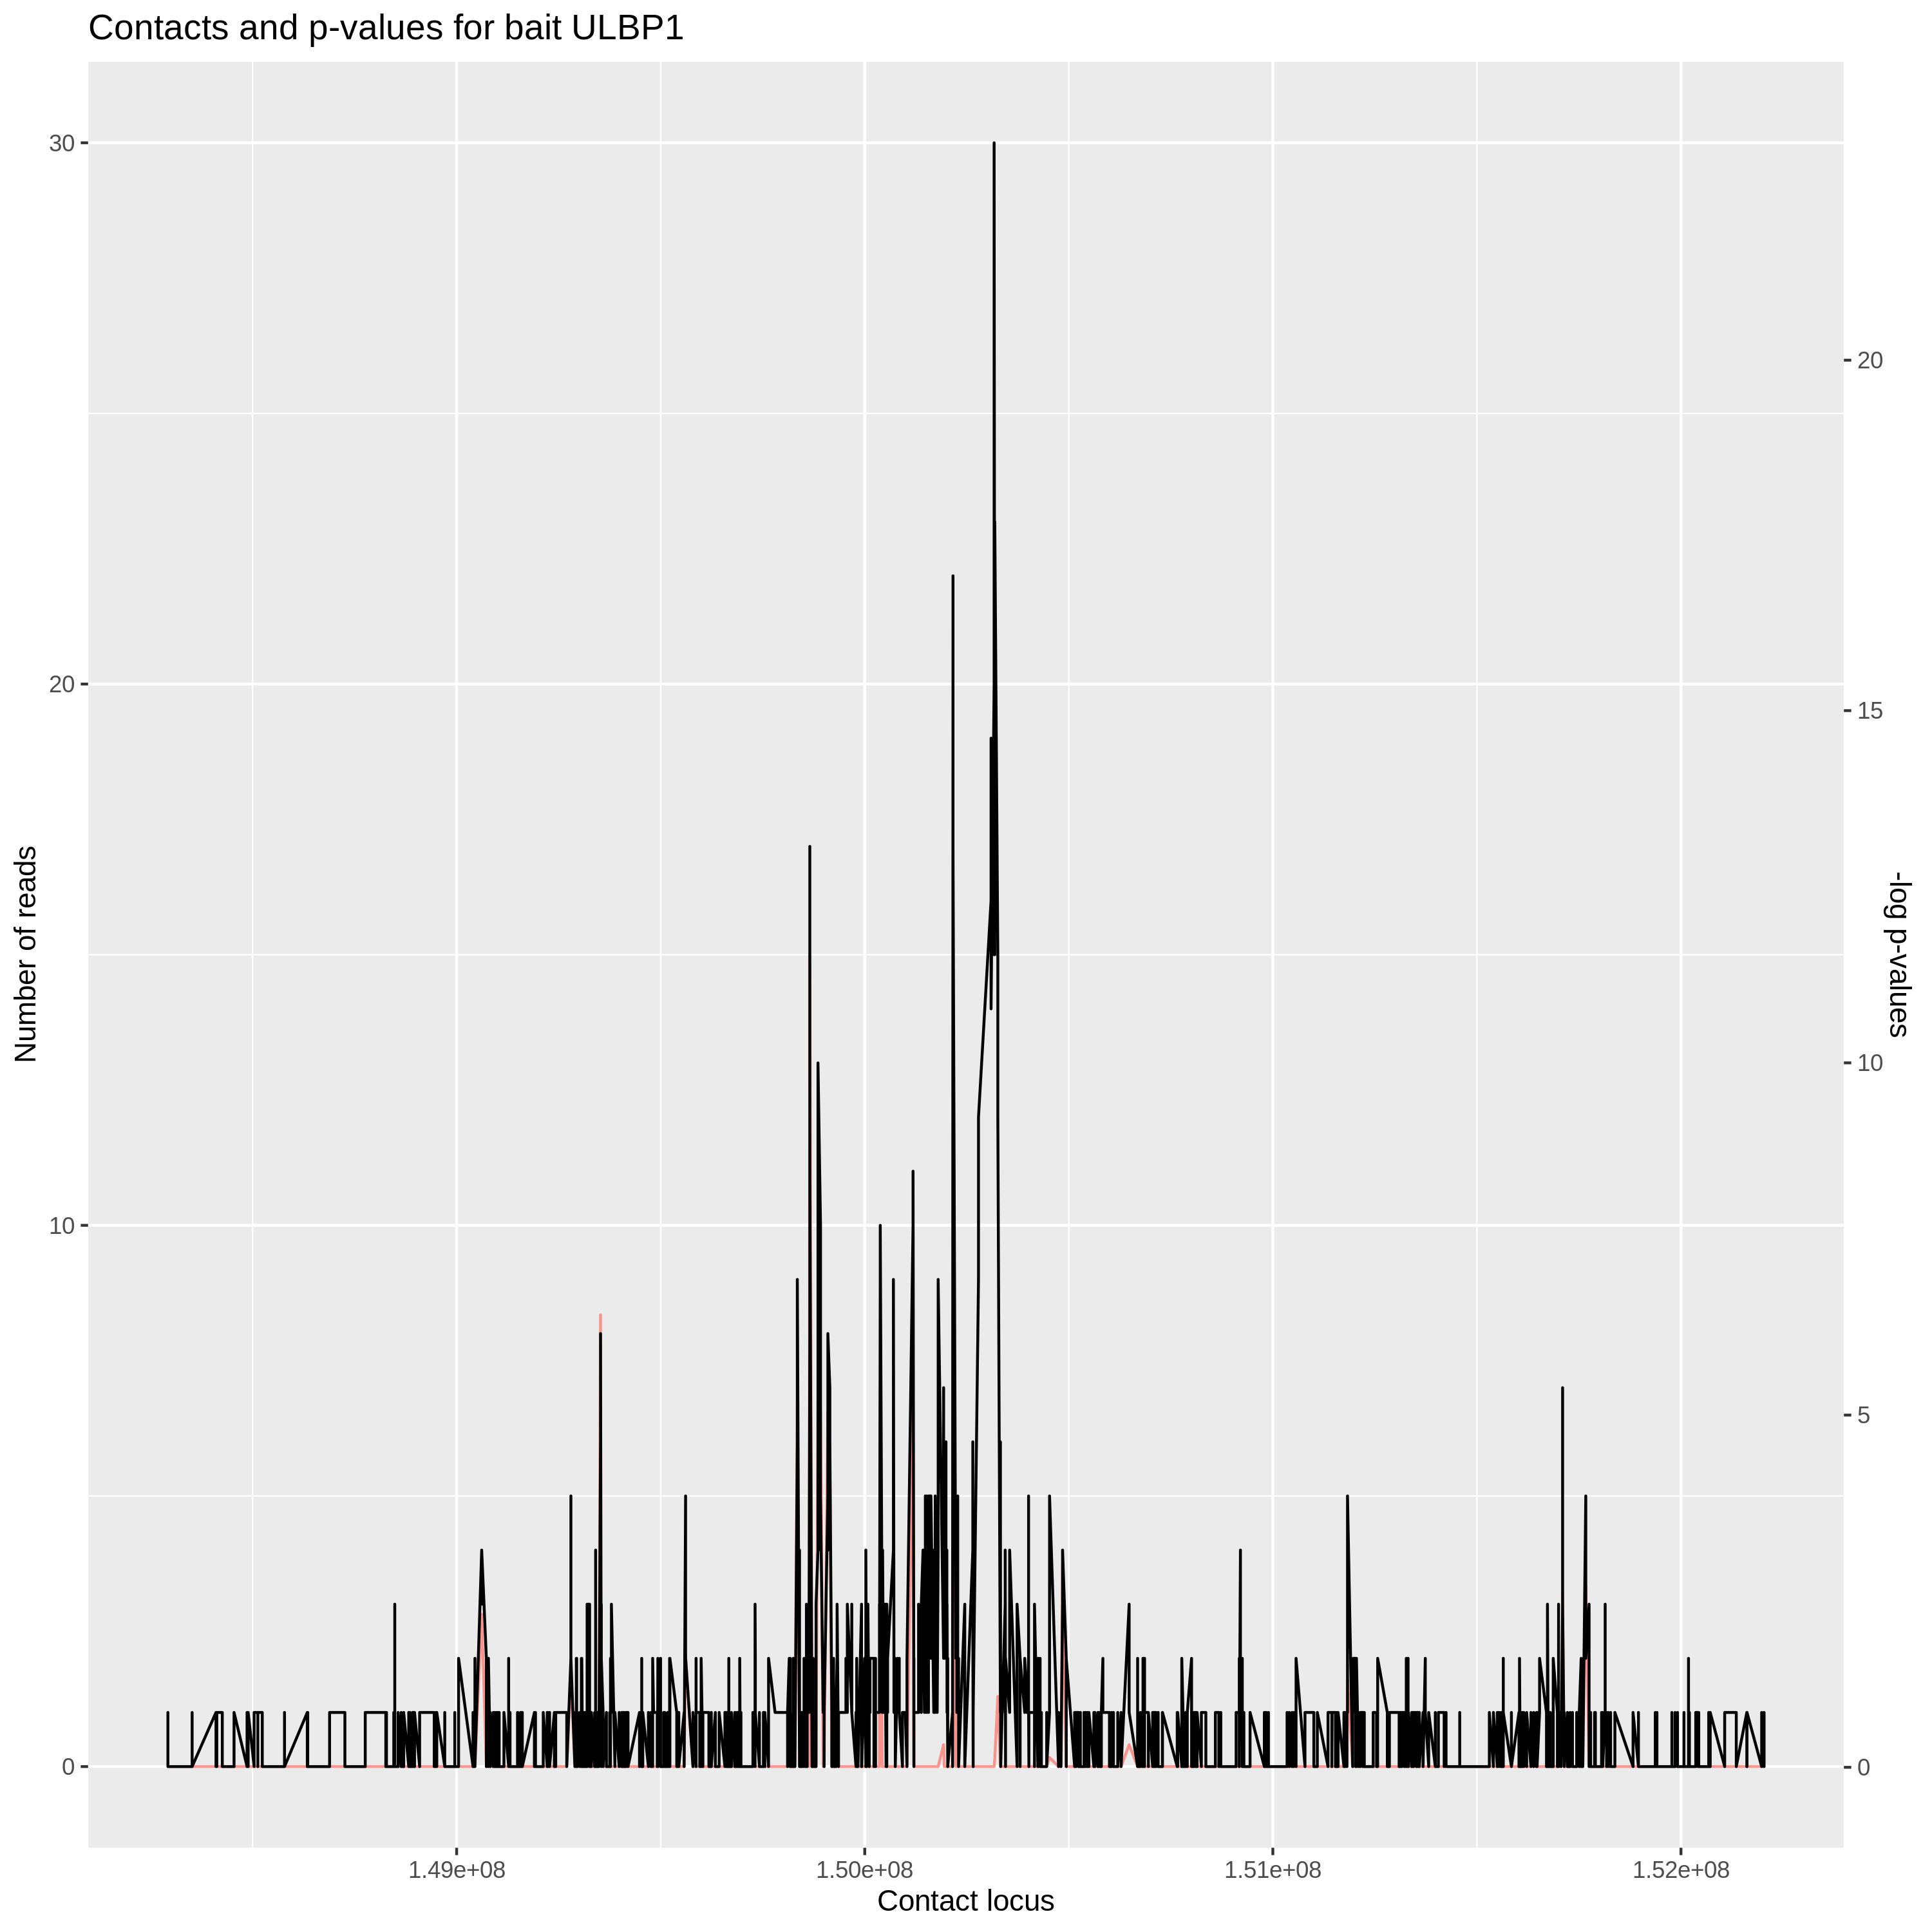 Contacts and p-values for bait ULBP1
30
20
10
0
Number of reads
20
15
10
5
0
-log p-values
1.49e+08
1.50e+08
1.51e+08
1.52e+08
Contact locus